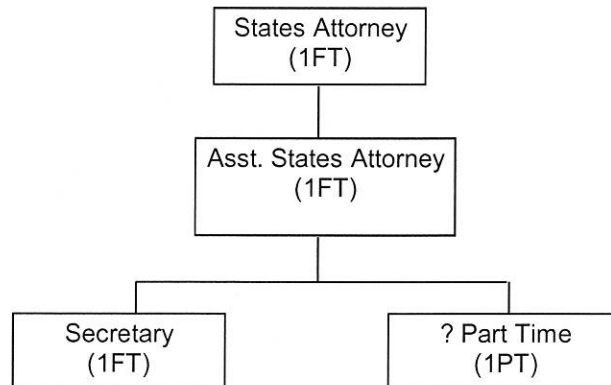 States Attorney
(1FT)
Asst. States Attorney
(1FT)
Secretary
(1FT)
? Part Time
(1PT)